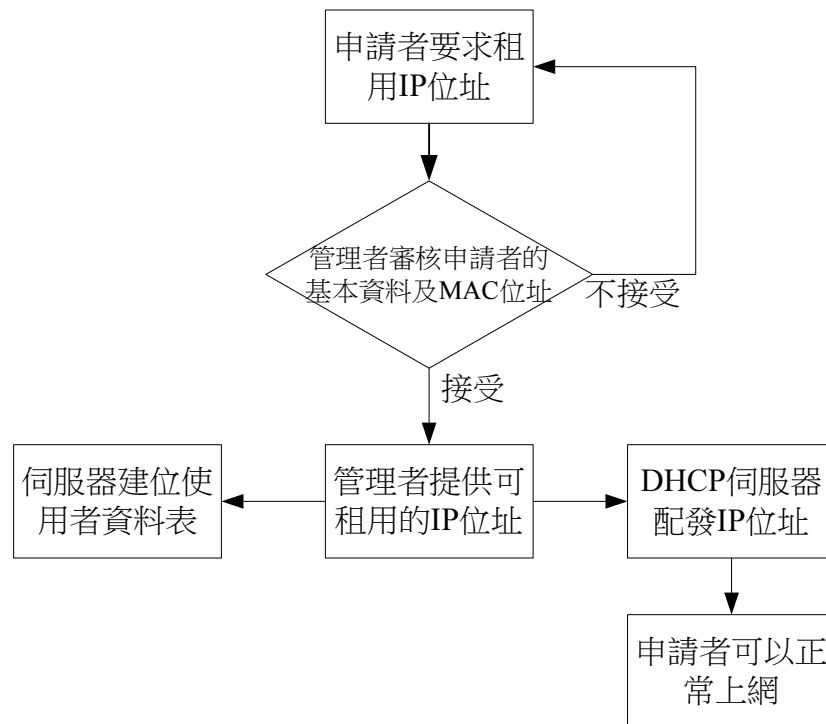 申請者要求租
用IP位址
管理者審核申請者的
基本資料及MAC位址
不接受
接受
伺服器建位使
用者資料表
管理者提供可
租用的IP位址
DHCP伺服器
配發IP位址
申請者可以正
常上網